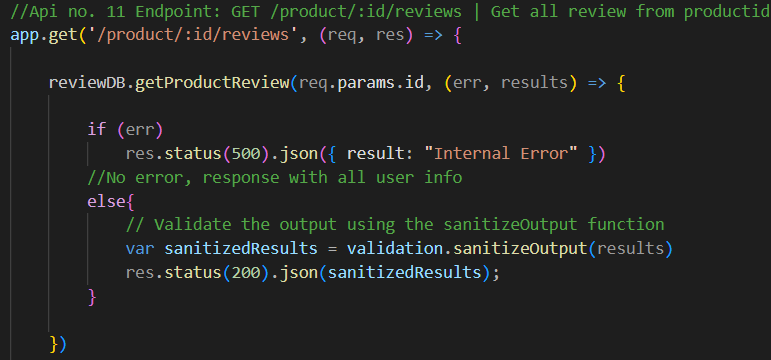 //Api no. 11 Endpoint: GET /product/:id/reviews | Get all review from productid
app.get('/product/:id/reviews', (req, res) => {
reviewDB.getProductReview(req.params.id, (err, results) => {
if (err)
res.status(500).json({ result: "Internal Error" })
//No error, response with all user info
else{
// Validate the output using the sanitizeOutput function
var sanitizedResults = validation.sanitizeOutput(results)
res.status(200).json(sanitizedResults);
}
})